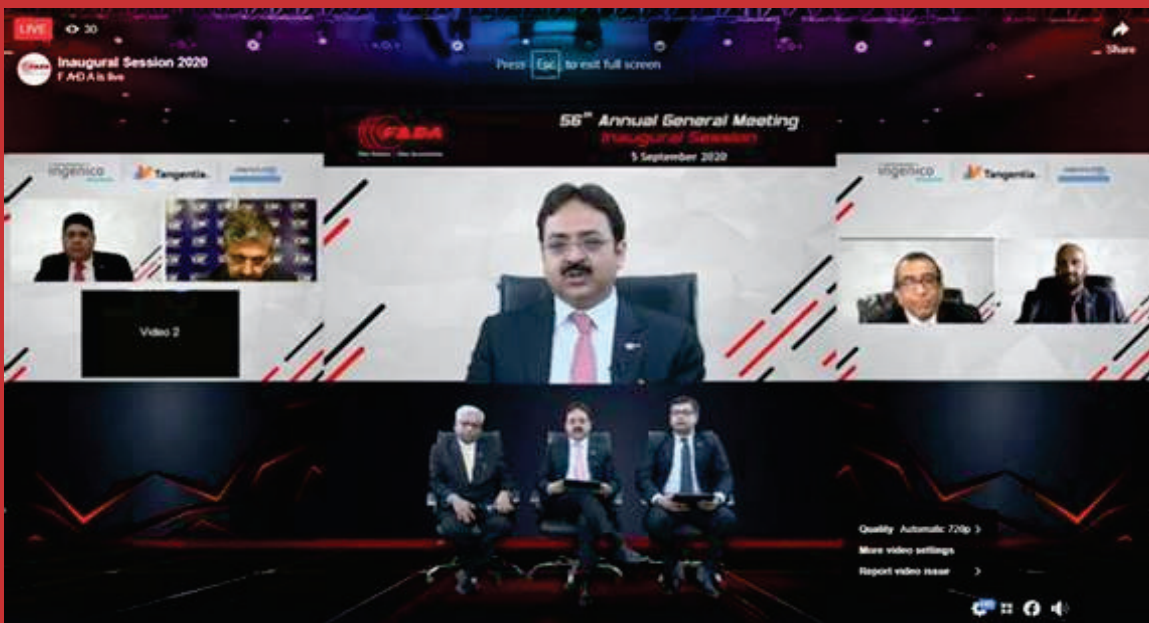 LIVE 30
Inaugural Session 2020
FADA is live
Press Esc to exit full screen
Share
FADA
56th Annual General Meeting
Inaugural Session
5 September 2020
ingenico Tangentia
ingenico Tangentia
Video 2
Quality Automatic 720p
More video settings
Report video issue